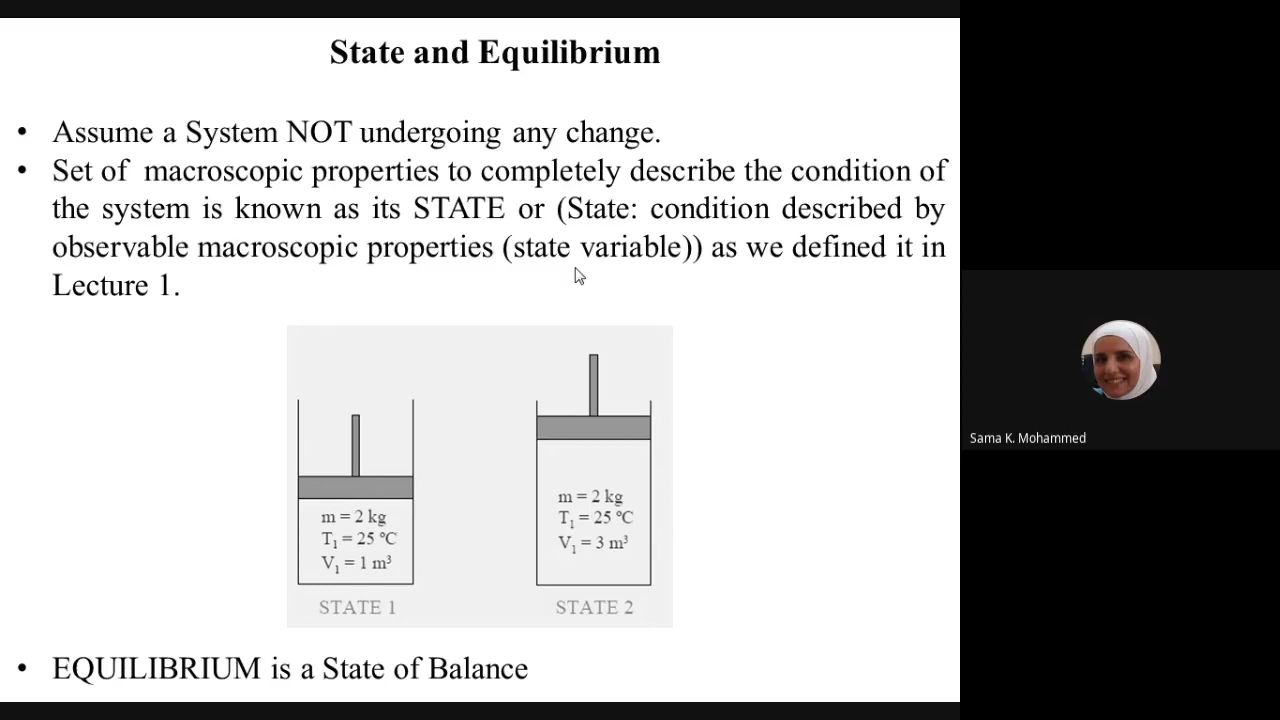 State and Equilibrium
• Assume a System NOT undergoing any change.
• Set of macroscopic properties to completely describe the condition of
the system is known as its STATE or (State: condition described by
observable macroscopic properties (state variable)) as we defined it in
Lecture 1.
m = 2 kg
T₁ = 25 ºC
V₁ = 1 m³
STATE 1
m = 2 kg
T₁ = 25 ºC
V₁ = 3 m³
STATE 2
• EQUILIBRIUM is a State of Balance
Sama K. Mohammed